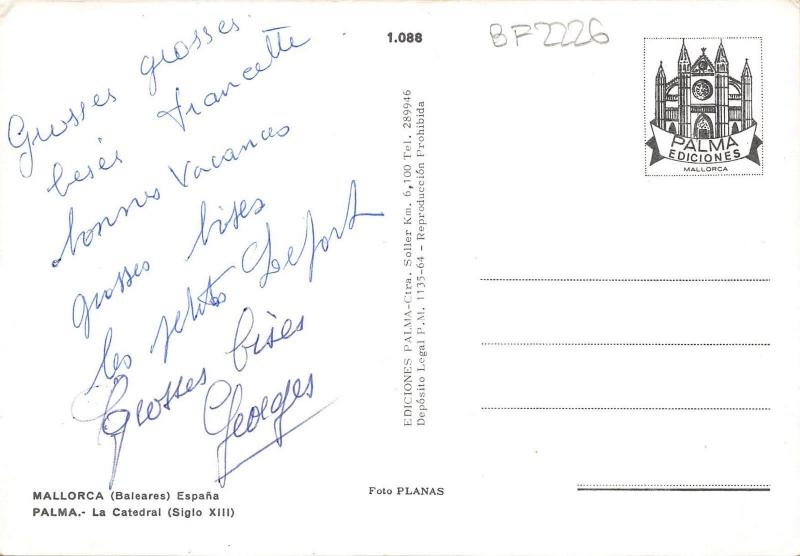 Grosses grosses
besés Francette
bonnes Vacances
grosses bises
les petits Lefort
Grosses bises
Georges
MALLORCA (Baleares) España
PALMA.- La Catedral (Siglo XIII)
Foto PLANAS
EDICIONES PALMA-Ctra. Soller Km. 6,100 Tel. 289946
Depósito Legal P.M. 1135-64 - Reproducción Prohibida
1.088
BF2226
PALMA
EDICIONES
MALLORCA